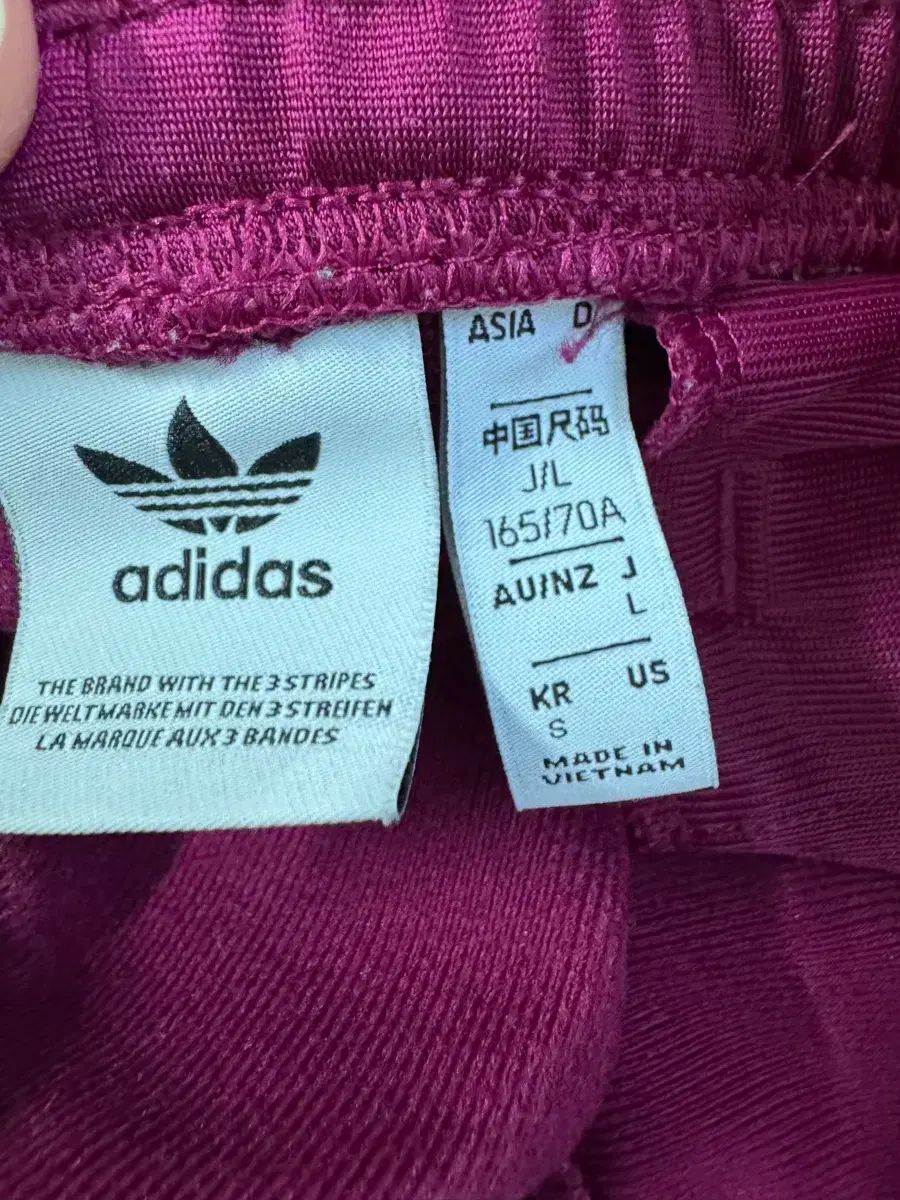 adidas
THE BRAND WITH THE 3 STRIPES
DIE WELTMARKE MIT DEN 3 STREIFEN
LA MARQUE AUX 3 BANDES
ASIA D
中国尺码
J/L
165/70A
AU/NZ J
L
KR US
S
MADE IN
VIETNAM